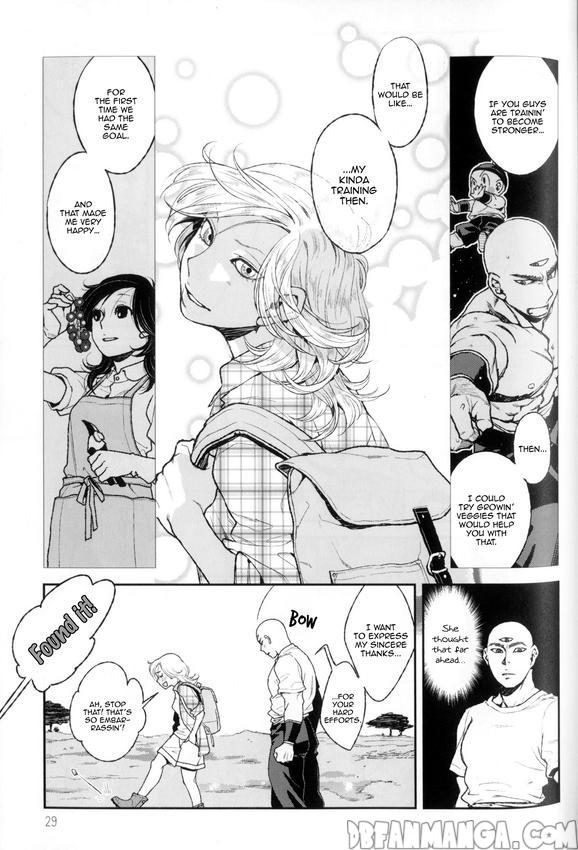 IF YOU GUYS
ARE TRAININ'
TO BECOME
STRONGER...
THEN...
I COULD
TRY GROWIN'
VEGGIES THAT
WOULD HELP
YOU WITH
THAT.
THAT
WOULD BE
LIKE...
...MY
KINDA
TRAINING
THEN.
FOR
THE FIRST
TIME WE
HAD THE
SAME
GOAL.
AND
THAT MADE
ME VERY
HAPPY...
She
thought
that far
ahead...
I WANT
TO EXPRESS
MY SINCERE
THANKS...
...FOR
YOUR
HARD
EFFORTS.
BOW
AH, STOP
THAT! THAT'S
SO EMBAR-
RASSIN'!
Found it!
29
DBFANMANGA.COM